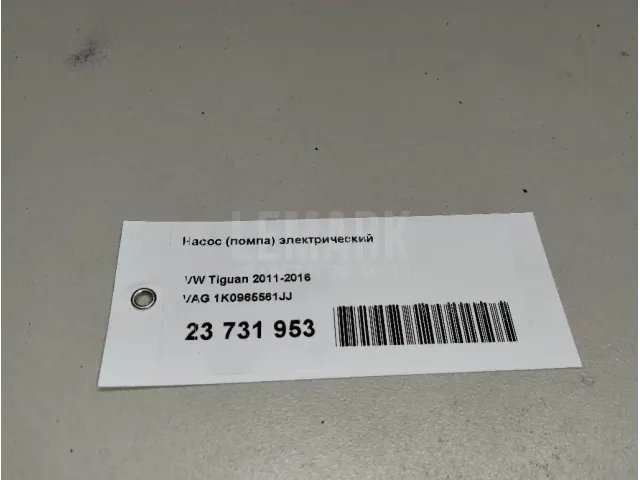 LEMARK
Насос (помпа) электрический
VW Tiguan 2011-2016
VAG 1K0965561JJ
23 731 953